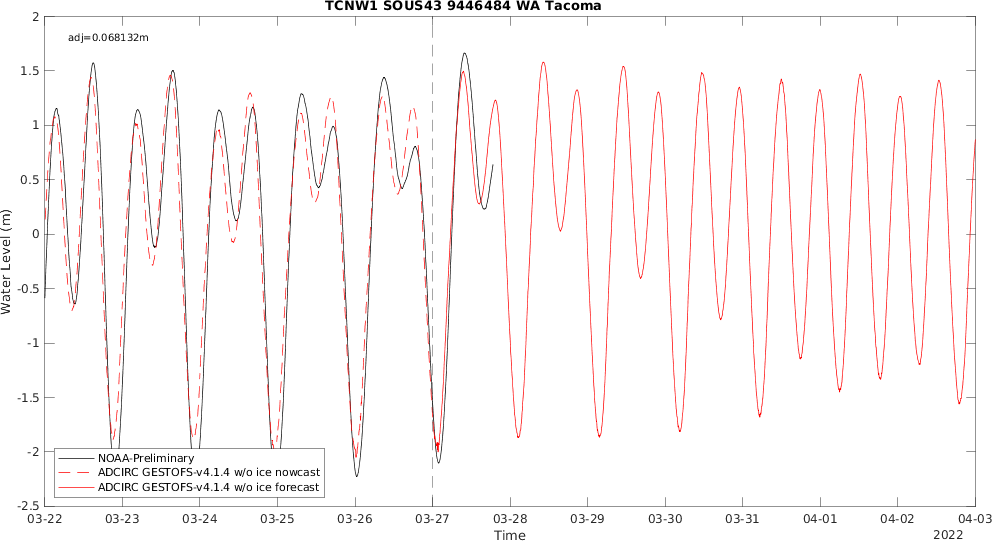 TCNW1 SOUS43 9446484 WA Tacoma
adj=0.068132m
2
1.5
1
0.5
0
-0.5
-1
-1.5
-2
-2.5
Water Level (m)
NOAA-Preliminary
ADCIRC GESTOFS-v4.1.4 w/o ice nowcast
ADCIRC GESTOFS-v4.1.4 w/o ice forecast
03-22 03-23 03-24 03-25 03-26 03-27 03-28 03-29 03-30 03-31 04-01 04-02 04-03
Time
2022